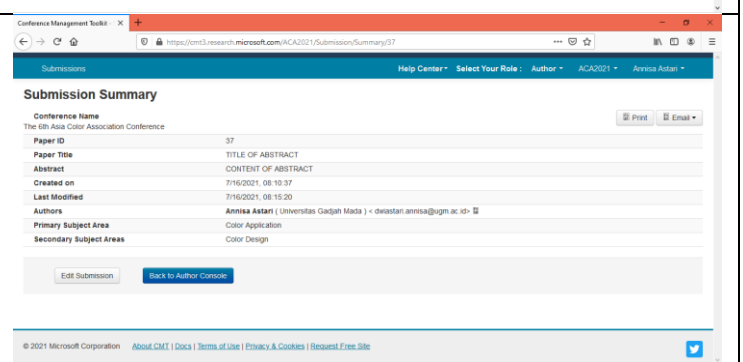 Conference Management Toolkit -
https://cmt3.research.microsoft.com/ACA2021/Submission/Summary/37
Submissions Help Center Select Your Role : Author ACA2021 Annisa Astari
Submission Summary
Conference Name
The 6th Asia Color Association Conference
Print Email
Paper ID 37
Paper Title TITLE OF ABSTRACT
Abstract CONTENT OF ABSTRACT
Created on 7/16/2021, 08:10:37
Last Modified 7/16/2021, 08:15:20
Authors Annisa Astari ( Universitas Gadjah Mada ) < dwiastari.annisa@ugm.ac.id>
Primary Subject Area Color Application
Secondary Subject Areas Color Design
Edit Submission Back to Author Console
© 2021 Microsoft Corporation About CMT | Docs | Terms of Use | Privacy & Cookies | Request Free Site